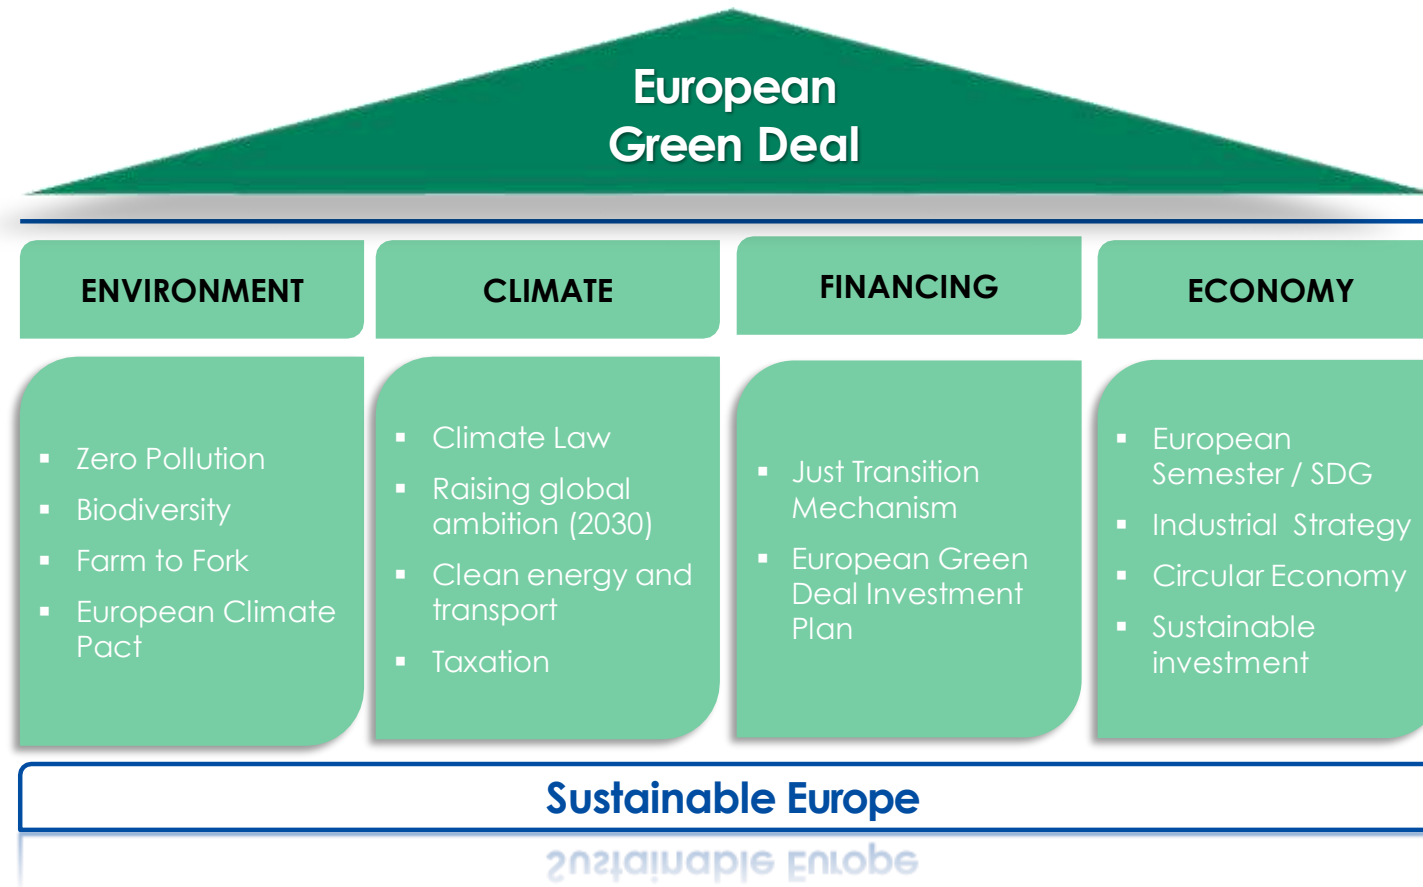 European
Green Deal
ENVIRONMENT
CLIMATE
FINANCING
ECONOMY
▪ Zero Pollution
▪ Biodiversity
▪ Farm to Fork
▪ European Climate
Pact
▪ Climate Law
▪ Raising global
ambition (2030)
▪ Clean energy and
transport
▪ Taxation
▪ Just Transition
Mechanism
▪ European Green
Deal Investment
Plan
▪ European
Semester / SDG
▪ Industrial Strategy
▪ Circular Economy
▪ Sustainable
investment
Sustainable Europe